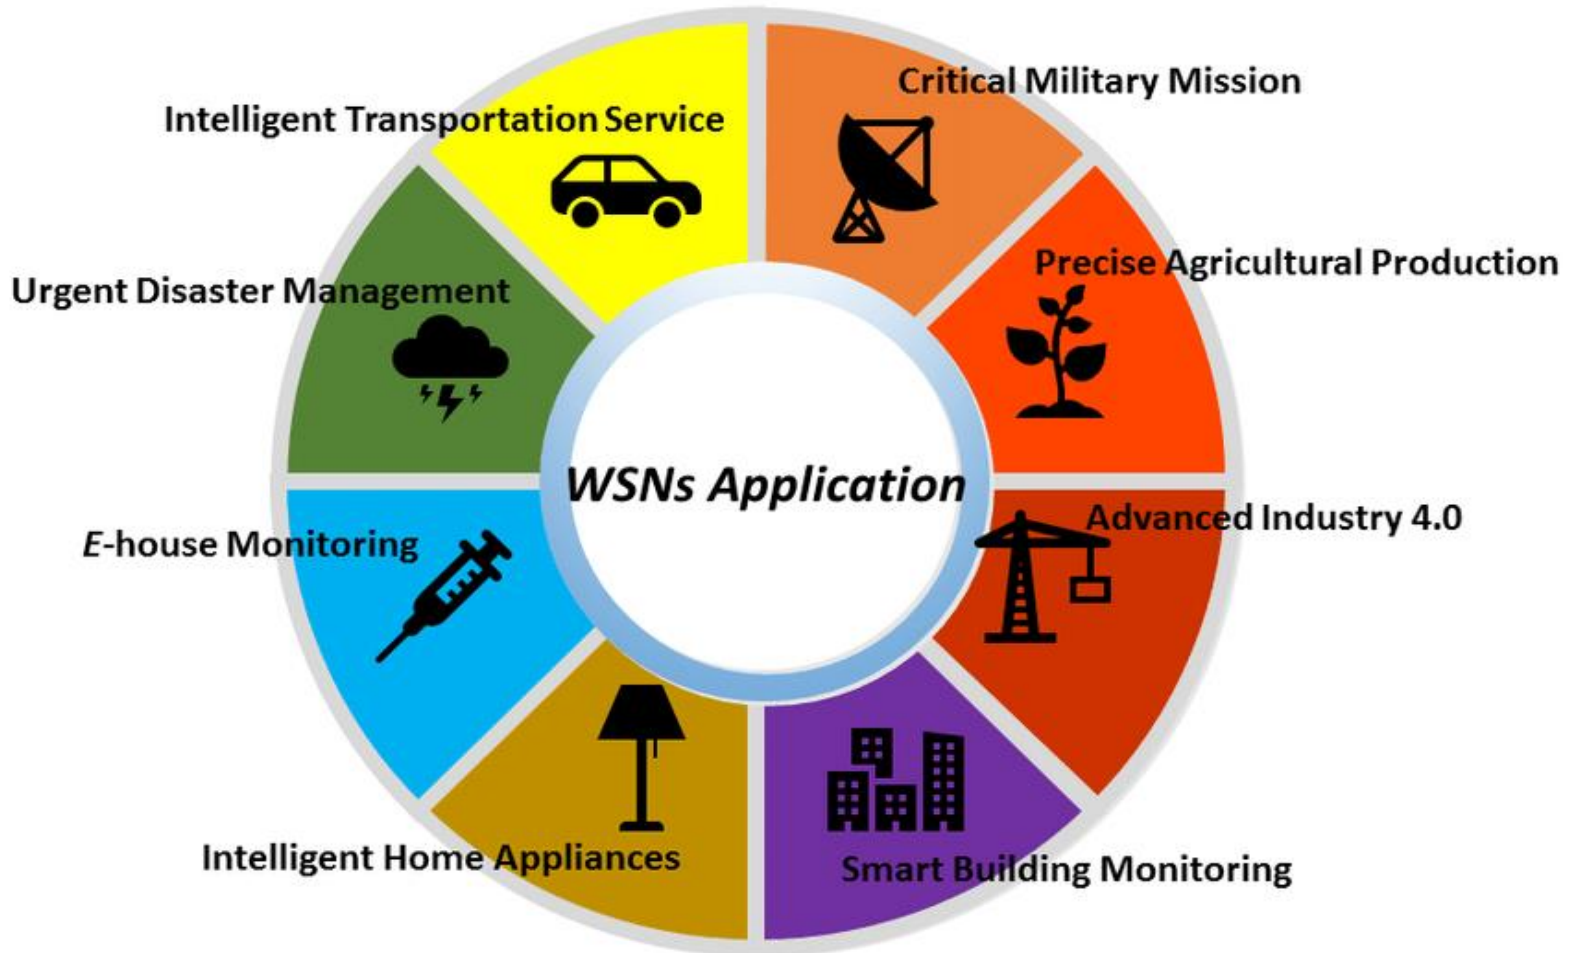 Critical Military Mission
Intelligent Transportation Service
Precise Agricultural Production
Urgent Disaster Management
WSNs Application
Advanced Industry 4.0
E-house Monitoring
Intelligent Home Appliances
Smart Building Monitoring